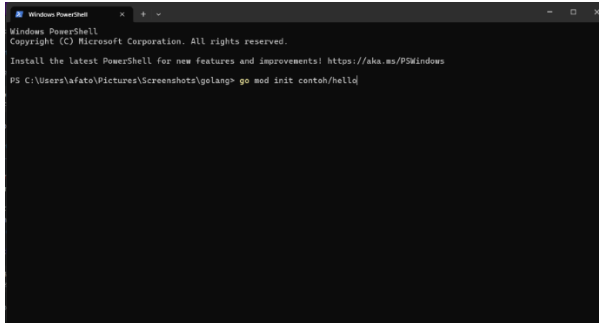 Windows PowerShell
Windows PowerShell
Copyright (C) Microsoft Corporation. All rights reserved.
Install the latest PowerShell for new features and improvements! https://aka.ms/PSWindows
PS C:\Users\afato\Pictures\Screenshots\golang> go mod init contoh/hello